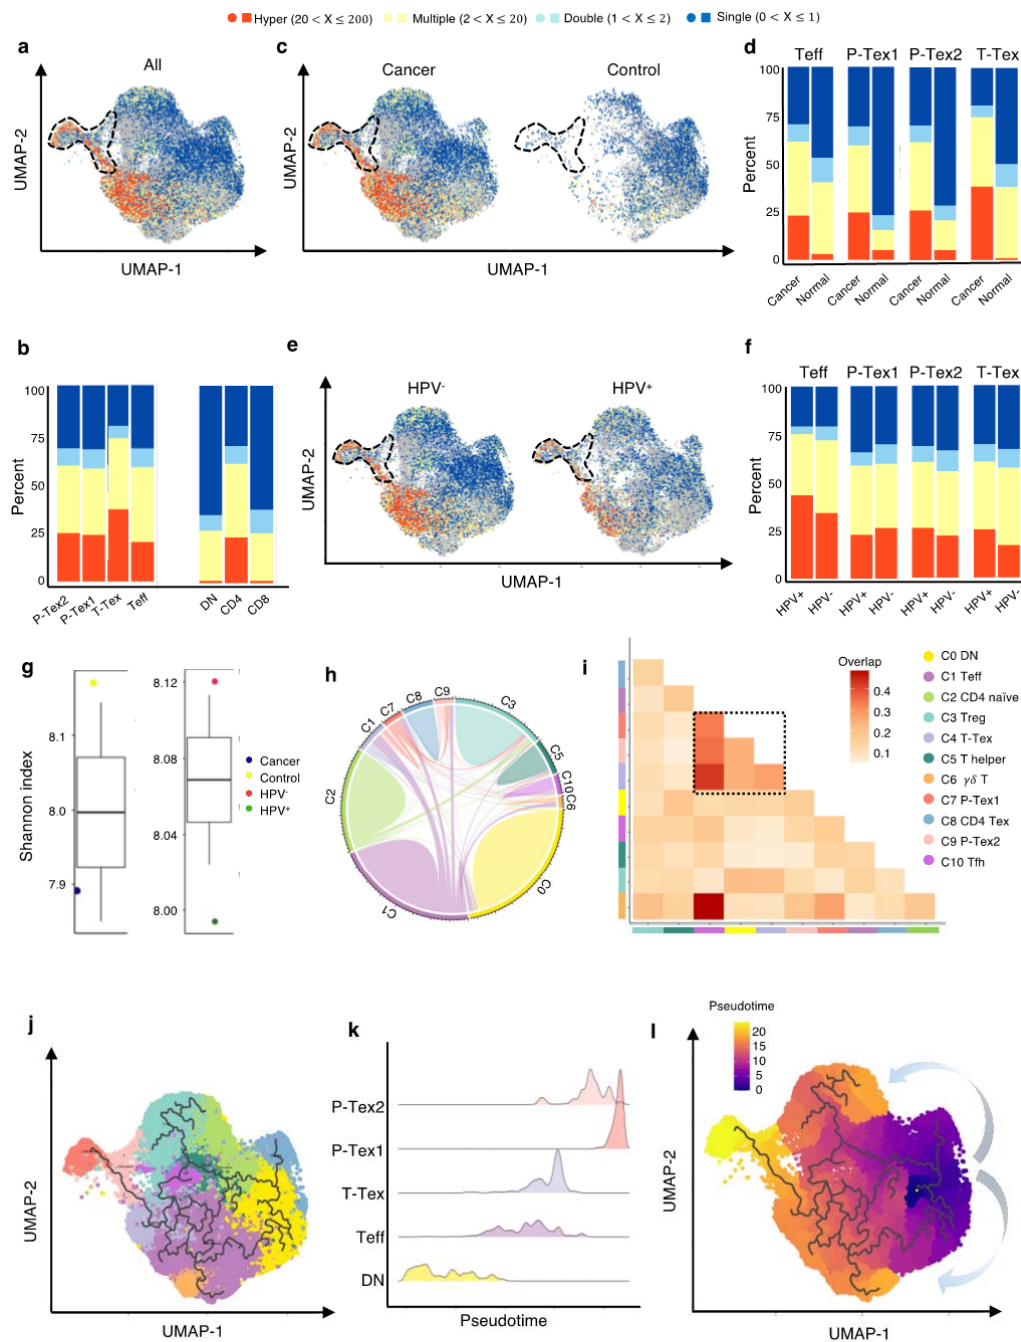 Hyper (20 < X ≤ 200) Multiple (2 < X ≤ 20) Double (1 < X ≤ 2) Single (0 < X ≤ 1)
a
All
UMAP-2
UMAP-1
c
Cancer
Control
UMAP-2
UMAP-1
d
Teff P-Tex1 P-Tex2 T-Tex
Percent
100
75
50
25
0
Cancer Normal Cancer Normal Cancer Normal Cancer Normal
b
Percent
100
75
50
25
0
P-Tex2 P-Tex1 T-Tex Teff DN CD4 CD8
e
HPV-
HPV+
UMAP-2
UMAP-1
f
Teff P-Tex1 P-Tex2 T-Tex
Percent
100
75
50
25
0
HPV+ HPV- HPV+ HPV- HPV+ HPV- HPV+ HPV-
g
Shannon index
8.1
8.0
7.9
8.12
8.08
8.04
8.00
Cancer
Control
HPV-
HPV+
h
C3
C5
C10
C6
C0
C1
C2
C1
C7
C8
C9
i
Overlap
0.4
0.3
0.2
0.1
C0 DN
C1 Teff
C2 CD4 naïve
C3 Treg
C4 T-Tex
C5 T helper
C6 γδ T
C7 P-Tex1
C8 CD4 Tex
C9 P-Tex2
C10 Tfh
j
UMAP-2
UMAP-1
k
P-Tex2
P-Tex1
T-Tex
Teff
DN
Pseudotime
l
Pseudotime
20
15
10
5
0
UMAP-2
UMAP-1